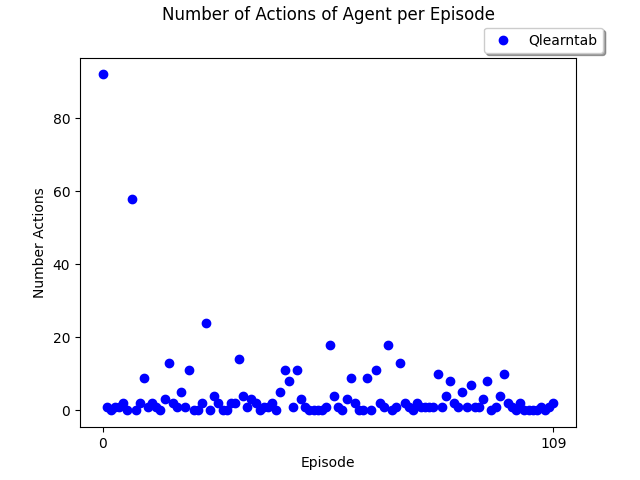 Number of Actions of Agent per Episode
Qlearntab
80
60
40
20
0
Number Actions
0 109
Episode